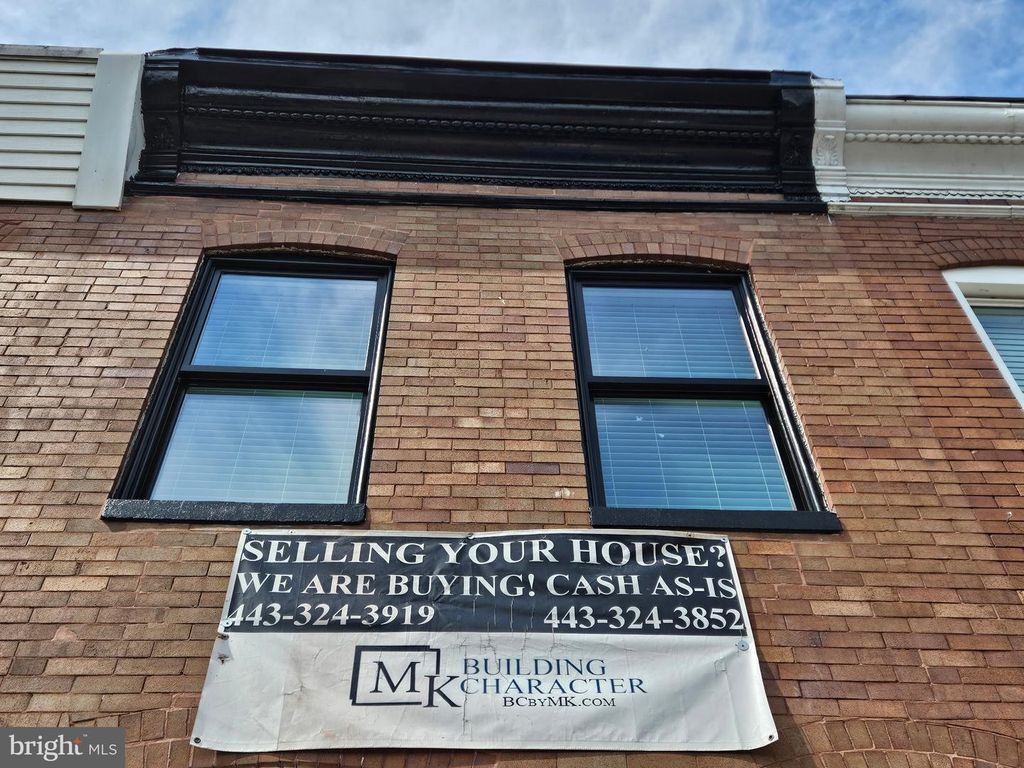 SELLING YOUR HOUSE?
WE ARE BUYING! CASH AS-IS
443-324-3919 443-324-3852
MK BUILDING
CHARACTER
BCBYMK.COM
bright MLS